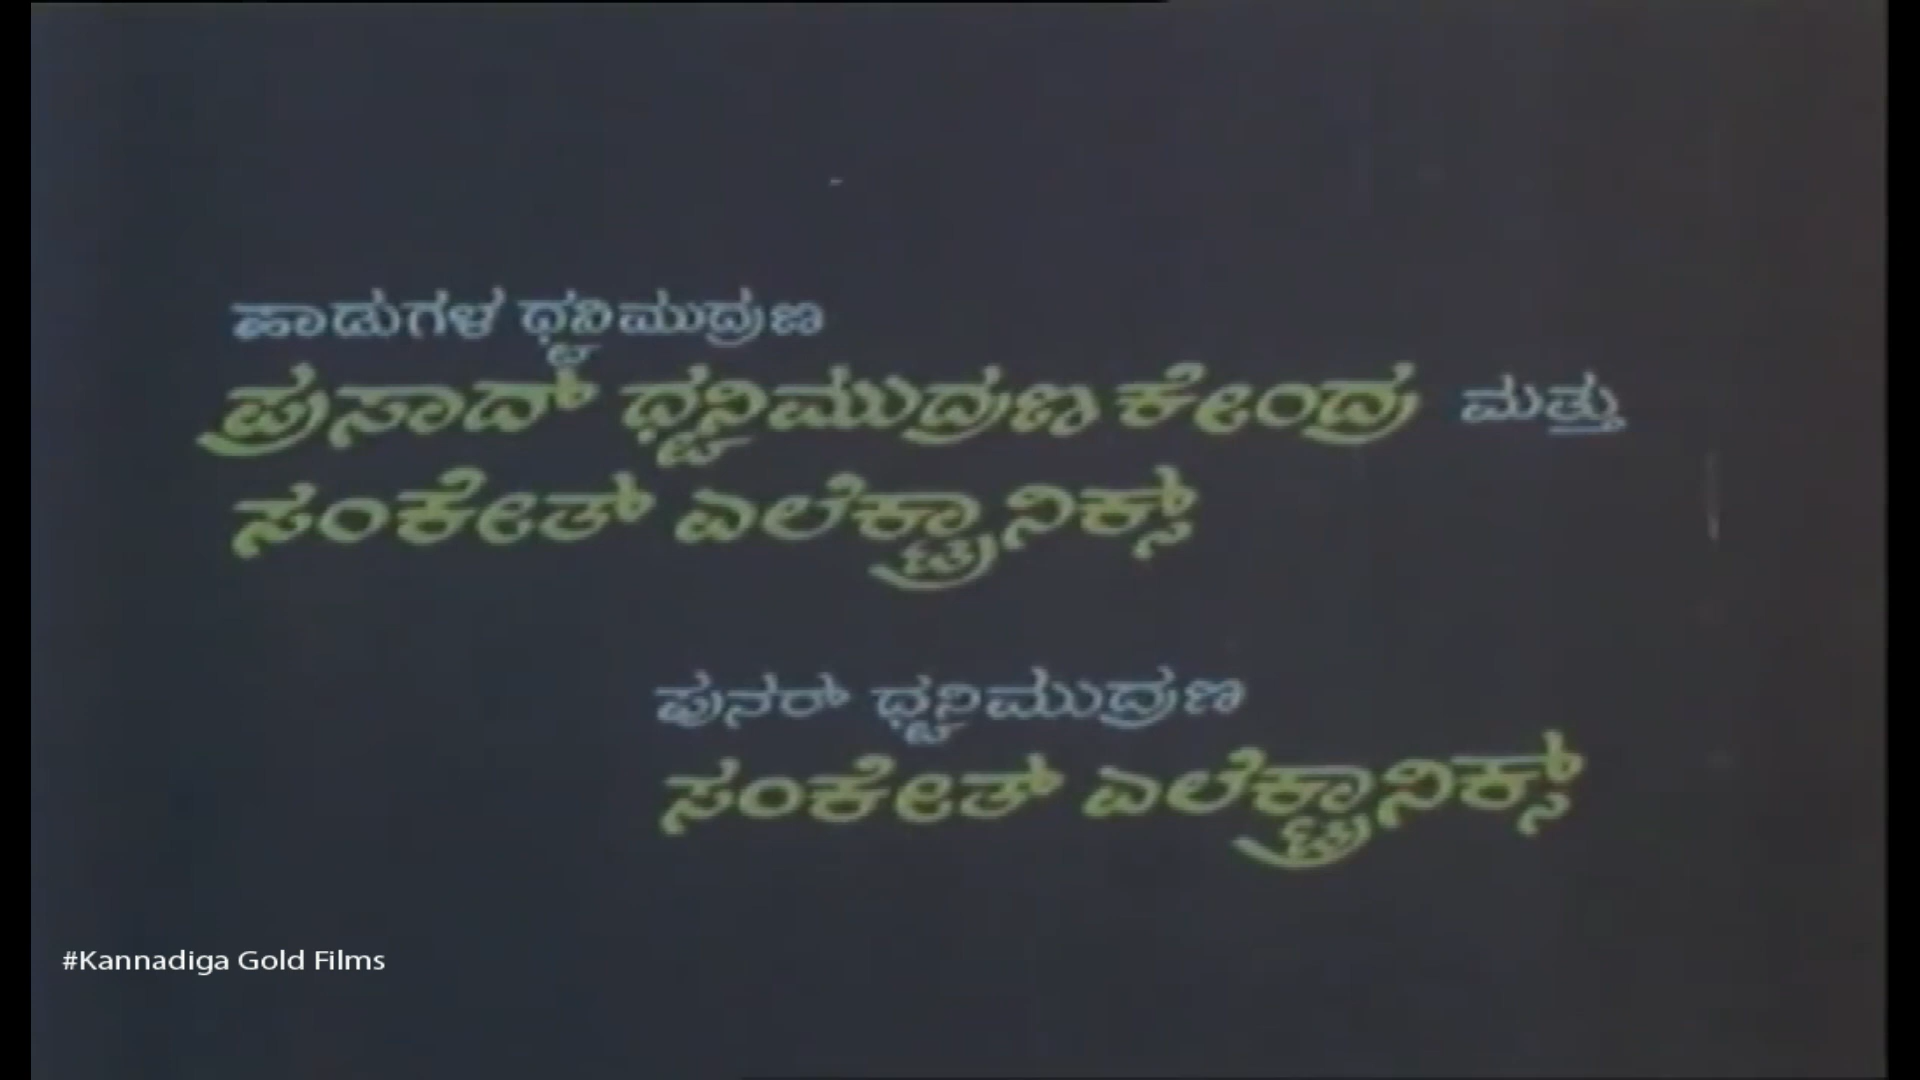 ಹಾಡುಗಳ ಧ್ವನಿಮುದ್ರಣ
ಪ್ರಸಾದ್ ಧ್ವನಿಮುದ್ರಣ ಕೇಂದ್ರ ಮತ್ತು
ಸಂಕೇತ್ ಎಲೆಕ್ಟ್ರಾನಿಕ್ಸ್
ಪುನರ್ ಧ್ವನಿಮುದ್ರಣ
ಸಂಕೇತ್ ಎಲೆಕ್ಟ್ರಾನಿಕ್ಸ್
#Kannadiga Gold Films